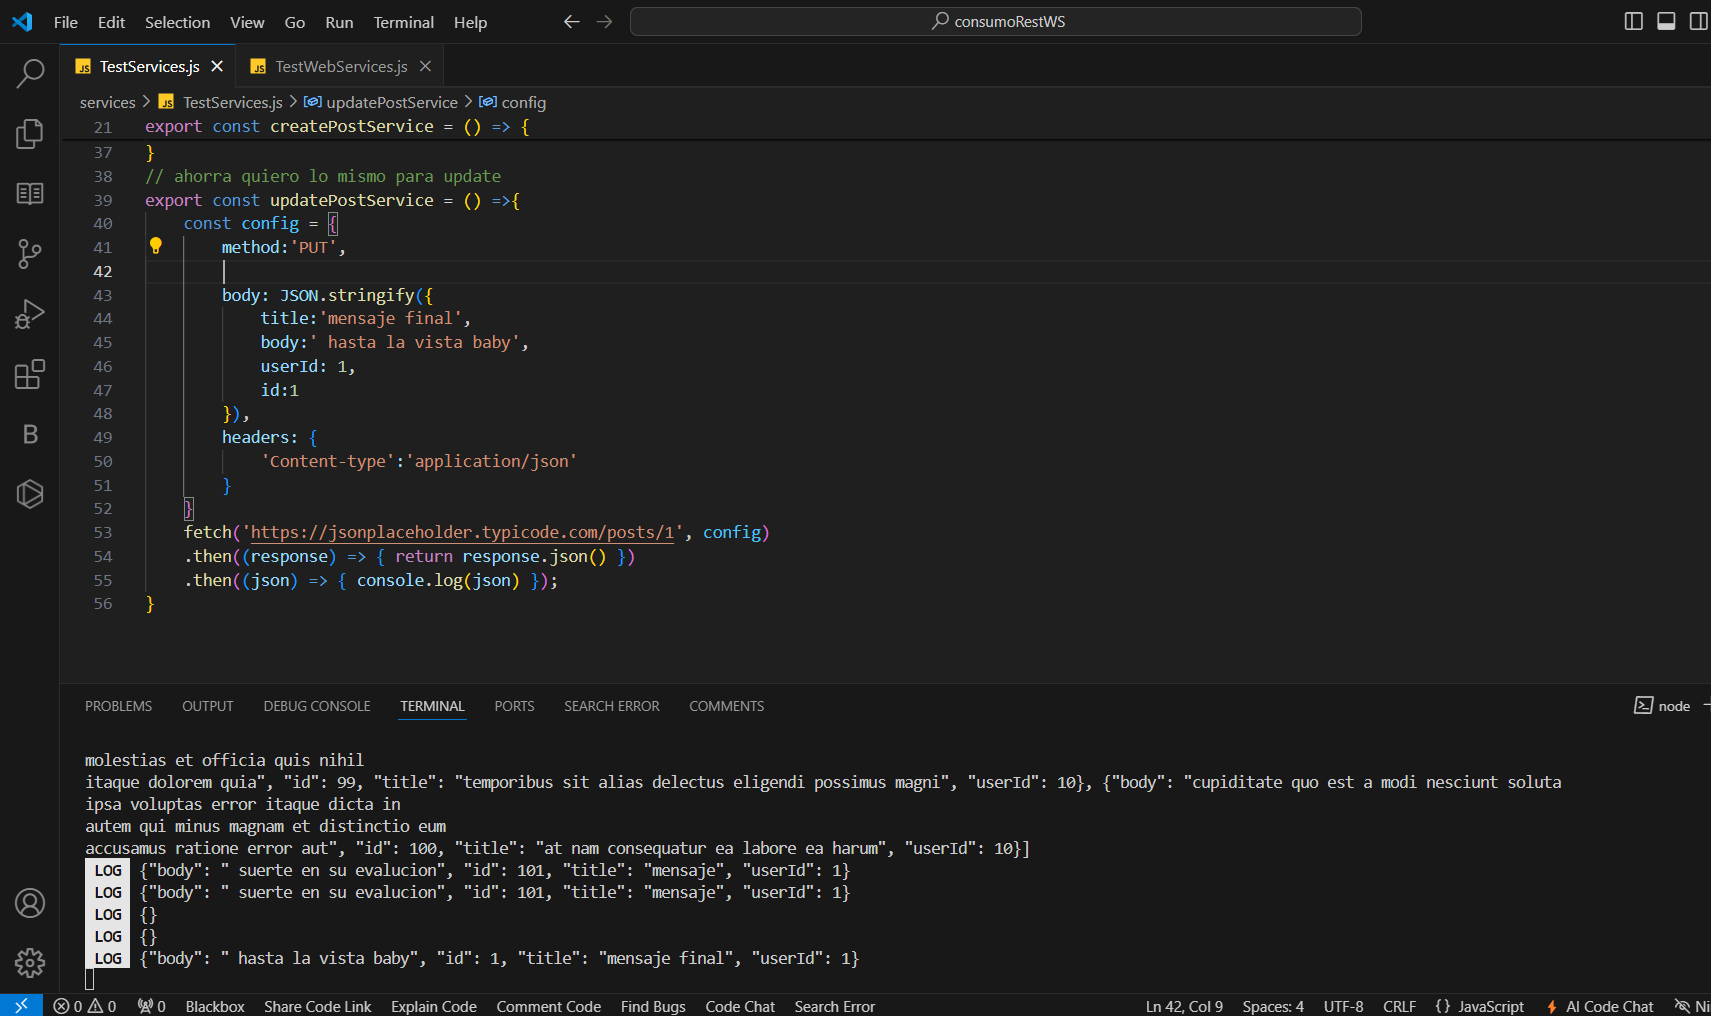 File Edit Selection View Go Run Terminal Help
consumoRestWS
JS TestServices.js
JS TestWebServices.js
services > JS TestServices.js > updatePostService > config
21 export const createPostService = () => {
37 }
38 // ahorra quiero lo mismo para update
39 export const updatePostService = () =>{
40 const config = {
41 method:'PUT',
42
43 body: JSON.stringify({
44 title:'mensaje final',
45 body:' hasta la vista baby',
46 userId: 1,
47 id:1
48 }),
49 headers: {
50 'Content-type':'application/json'
51 }
52 }
53 fetch('https://jsonplaceholder.typicode.com/posts/1', config)
54 .then((response) => { return response.json() })
55 .then((json) => { console.log(json) });
56 }
PROBLEMS OUTPUT DEBUG CONSOLE TERMINAL PORTS SEARCH ERROR COMMENTS
node
molestias et officia quis nihil
itaque dolorem quia", "id": 99, "title": "temporibus sit alias delectus eligendi possimus magni", "userId": 10}, {"body": "cupiditate quo est a modi nesciunt soluta
ipsa voluptas error itaque dicta in
autem qui minus magnam et distinctio eum
accusamus ratione error aut", "id": 100, "title": "at nam consequatur ea labore ea harum", "userId": 10}]
LOG {"body": " suerte en su evalucion", "id": 101, "title": "mensaje", "userId": 1}
LOG {"body": " suerte en su evalucion", "id": 101, "title": "mensaje", "userId": 1}
LOG {}
LOG {}
LOG {"body": " hasta la vista baby", "id": 1, "title": "mensaje final", "userId": 1}
0 0 0 Blackbox Share Code Link Explain Code Comment Code Find Bugs Code Chat Search Error Ln 42, Col 9 Spaces: 4 UTF-8 CRLF {} JavaScript AI Code Chat Ni